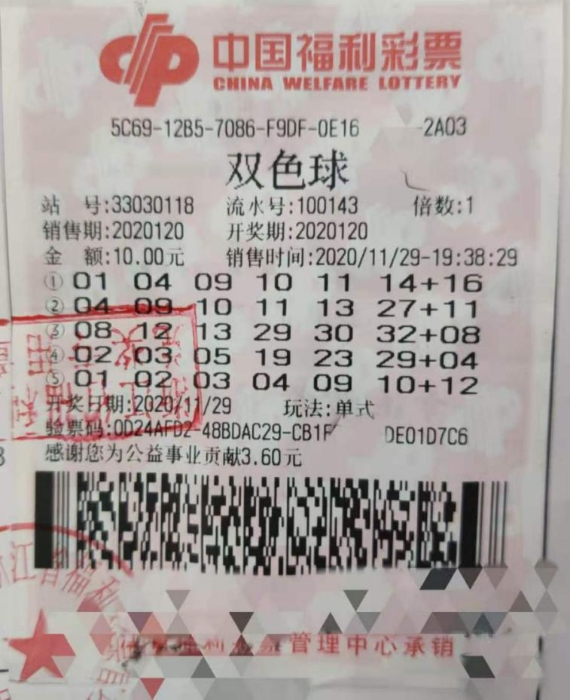 中国福利彩票
CHINA WELFARE LOTTERY
5C69-12B5-7086-F9DF-0E16 -2A03
双色球
站 号:33030118 流水号:100143 倍数:1
销售期:2020120 开奖期:2020120
金 额:10.00元 销售时间:2020/11/29-19:38:29
① 01 04 09 10 11 14+16
② 04 09 10 11 13 27+11
③ 08 12 13 29 30 32+08
④ 02 03 05 19 23 29+04
⑤ 01 02 03 04 09 10+12
开奖日期:2020/11/29 玩法:单式
验票码:0D24AFD2-48BDAC29-CB1F DE01D7C6
感谢您为公益事业贡献3.60元
江省福利
管理中心承销